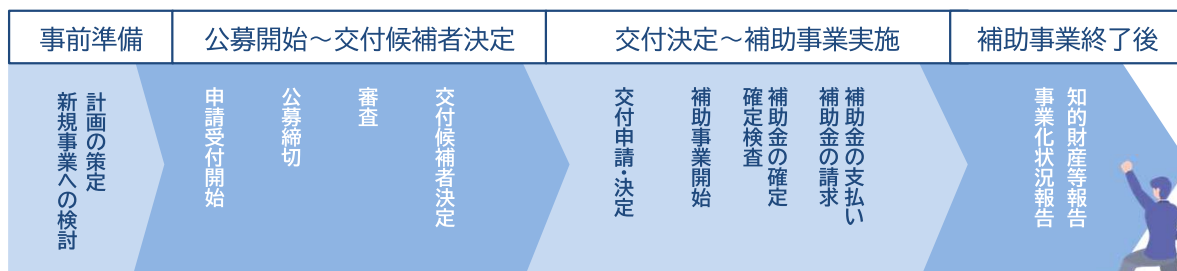 事前準備
公募開始～交付候補者決定
交付決定～補助事業実施
補助事業終了後
計画の策定
新規事業への検討
申請受付開始
公募締切
審査
交付候補者決定
交付申請・決定
補助事業開始
補助金の確定
確定検査
補助金の支払い
補助金の請求
知的財産等報告
事業化状況報告